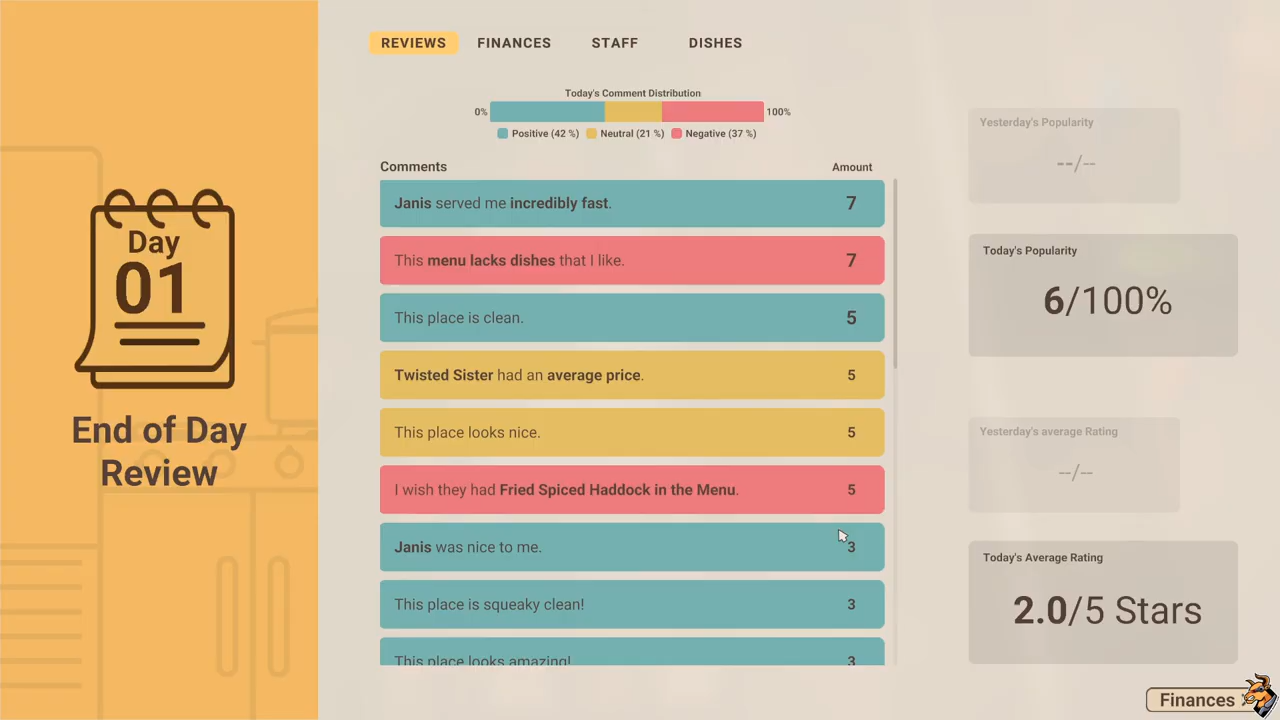 REVIEWS FINANCES STAFF DISHES
Today's Comment Distribution
0% 100%
Positive (42 %) Neutral (21 %) Negative (37 %)
Comments Amount
Janis served me incredibly fast. 7
This menu lacks dishes that I like. 7
This place is clean. 5
Twisted Sister had an average price. 5
This place looks nice. 5
I wish they had Fried Spiced Haddock in the Menu. 5
Janis was nice to me. 3
This place is squeaky clean! 3
This place looks amazing! 3
Day
01
End of Day
Review
Yesterday's Popularity
--/--
Today's Popularity
6/100%
Yesterday's average Rating
--/--
Today's Average Rating
2.0/5 Stars
Finances